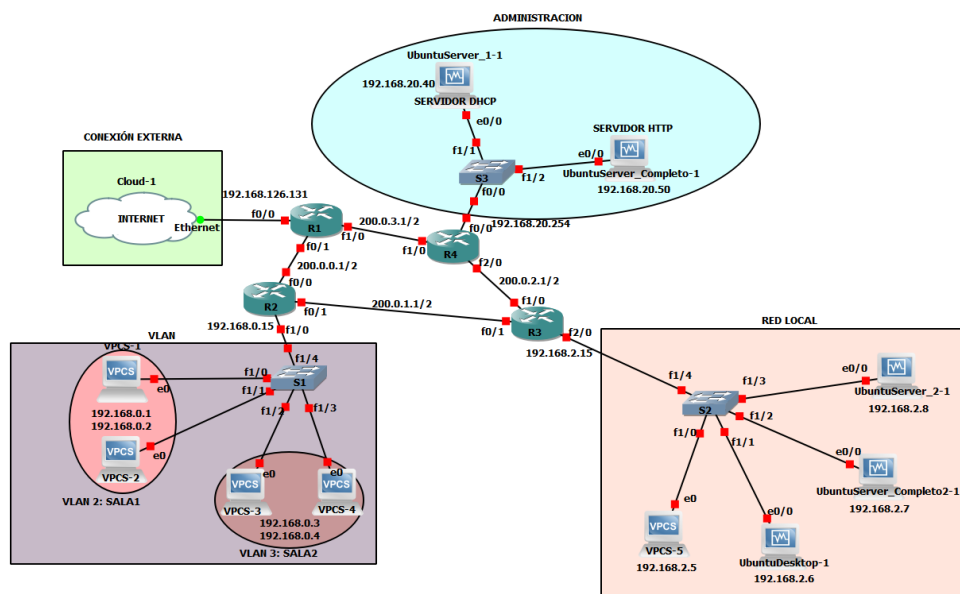 ADMINISTRACION
UbuntuServer_1-1
192.168.20.40
SERVIDOR DHCP
e0/0
f1/1
SERVIDOR HTTP
e0/0
S3
f1/2
UbuntuServer_Completo-1
192.168.20.50
f0/0
192.168.20.254
f0/0
CONEXIÓN EXTERNA
Cloud-1
INTERNET
Ethernet
192.168.126.131
f0/0
R1
200.0.3.1/2
f1/0
f1/0
R4
f0/1
f2/0
200.0.0.1/2
200.0.2.1/2
f0/0
f1/0
R2
f0/1
200.0.1.1/2
f0/1
R3
f2/0
192.168.0.15
f1/0
192.168.2.15
VLAN
VPCS-1
VPCS
e0
192.168.0.1
192.168.0.2
VPCS
e0
VPCS-2
VLAN 2: SALA1
f1/4
f1/0
S1
f1/1
f1/2
f1/3
e0
e0
VPCS
VPCS
VPCS-3
VPCS-4
192.168.0.3
192.168.0.4
VLAN 3: SALA2
RED LOCAL
f1/4
f1/3
e0/0
UbuntuServer_2-1
192.168.2.8
S2
f1/2
f1/0
f1/1
e0/0
UbuntuServer_Completo2-1
192.168.2.7
e0
e0/0
VPCS
VPCS-5
192.168.2.5
UbuntuDesktop-1
192.168.2.6